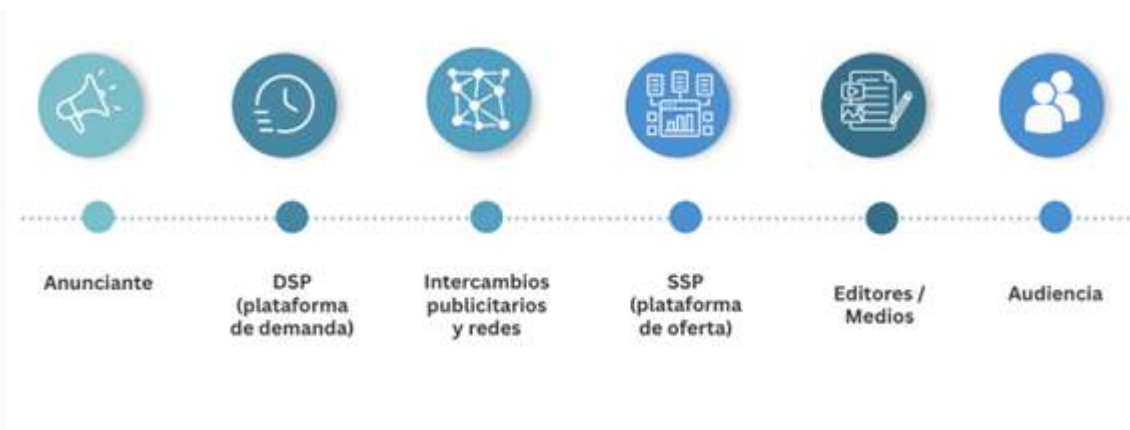 Anunciante
DSP
(plataforma
de demanda)
Intercambios
publicitarios
y redes
SSP
(plataforma
de oferta)
Editores /
Medios
Audiencia